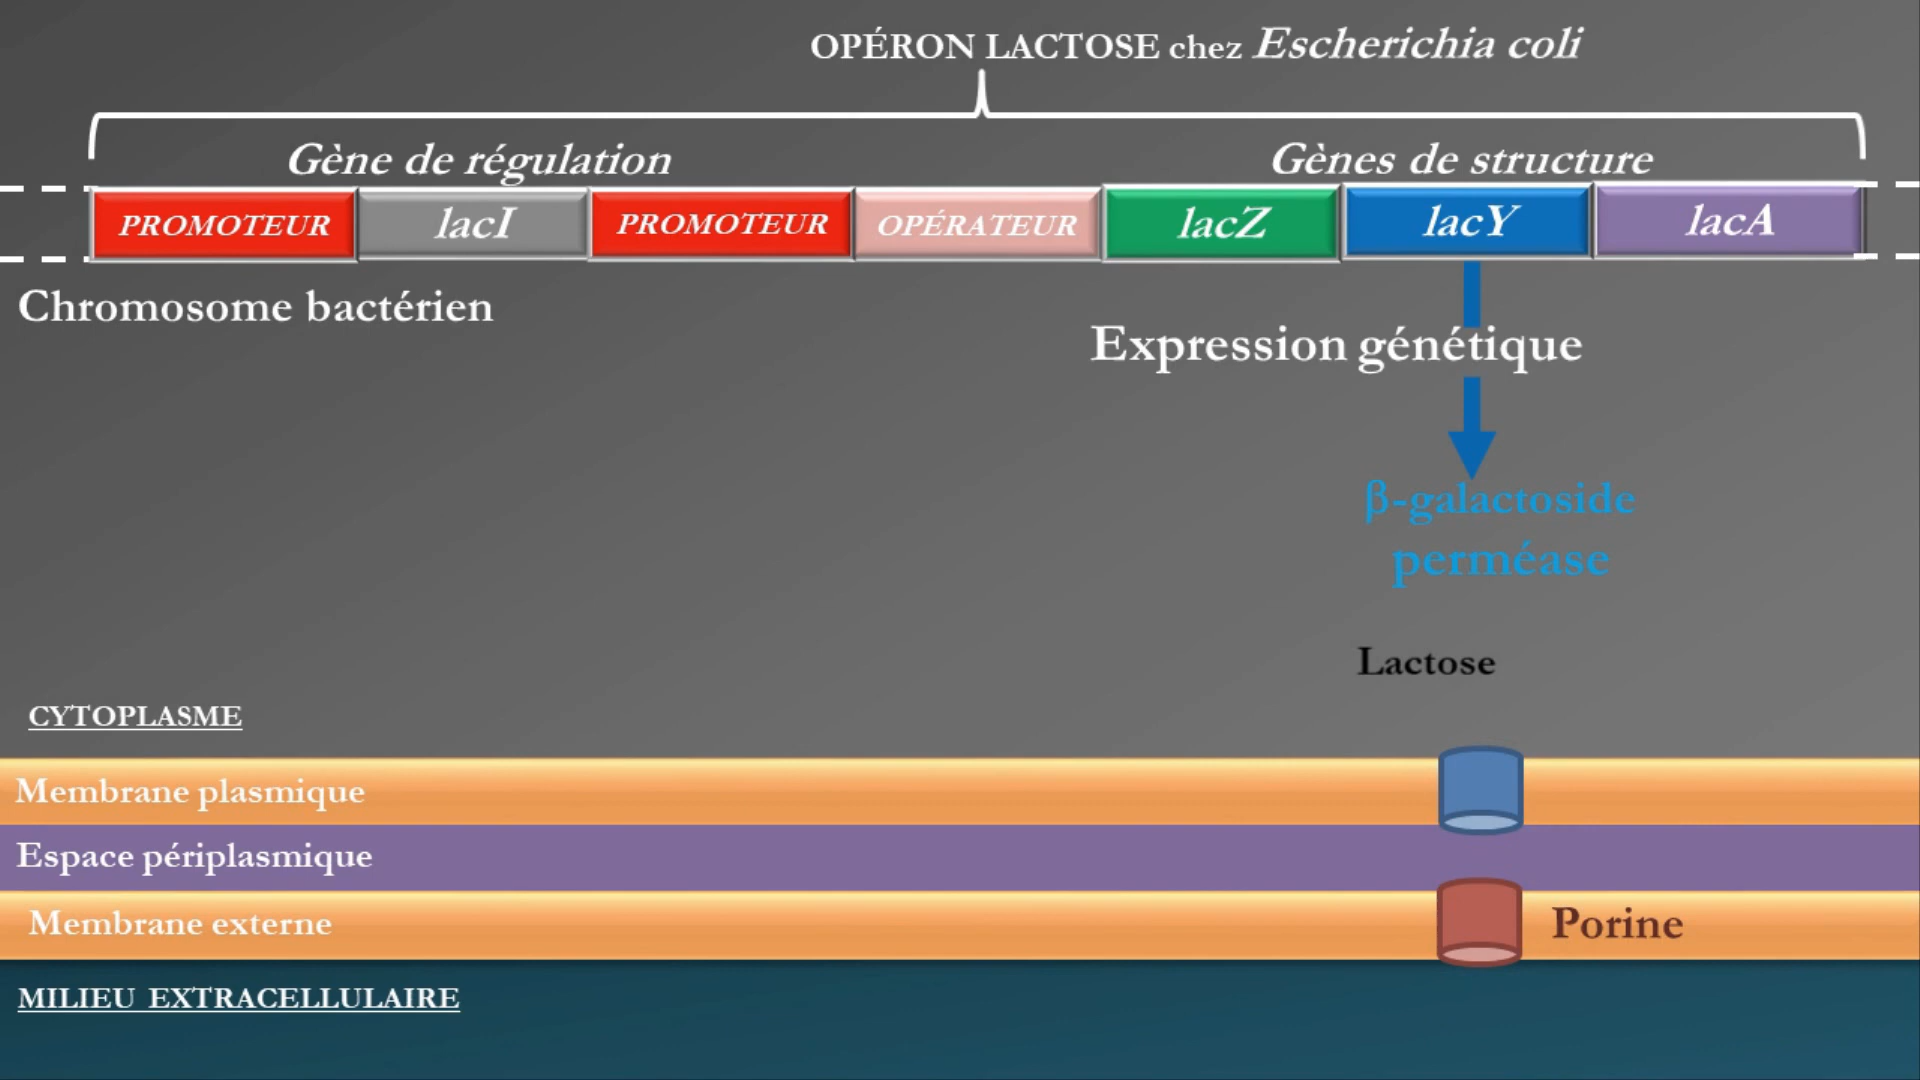 OPÉRON LACTOSE chez Escherichia coli
Gène de régulation
Gènes de structure
PROMOTEUR
lacI
PROMOTEUR
OPÉRATEUR
lacZ
lacY
lacA
Chromosome bactérien
Expression génétique
β-galactoside
perméase
Lactose
CYTOPLASME
Membrane plasmique
Espace périplasmique
Membrane externe
Porine
MILIEU EXTRACELLULAIRE